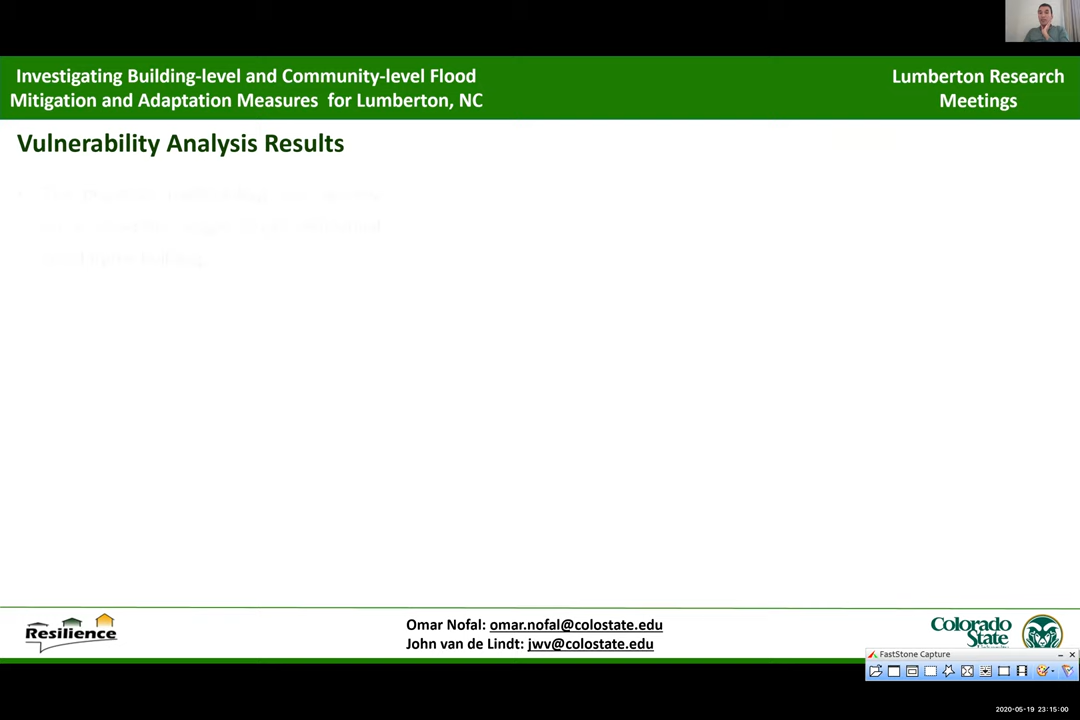 Investigating Building-level and Community-level Flood
Mitigation and Adaptation Measures for Lumberton, NC
Lumberton Research
Meetings
Vulnerability Analysis Results
Resilience
Omar Nofal: omar.nofal@colostate.edu
John van de Lindt: jwv@colostate.edu
Colorado
State
FastStone Capture
2020-05-19 23:15:00